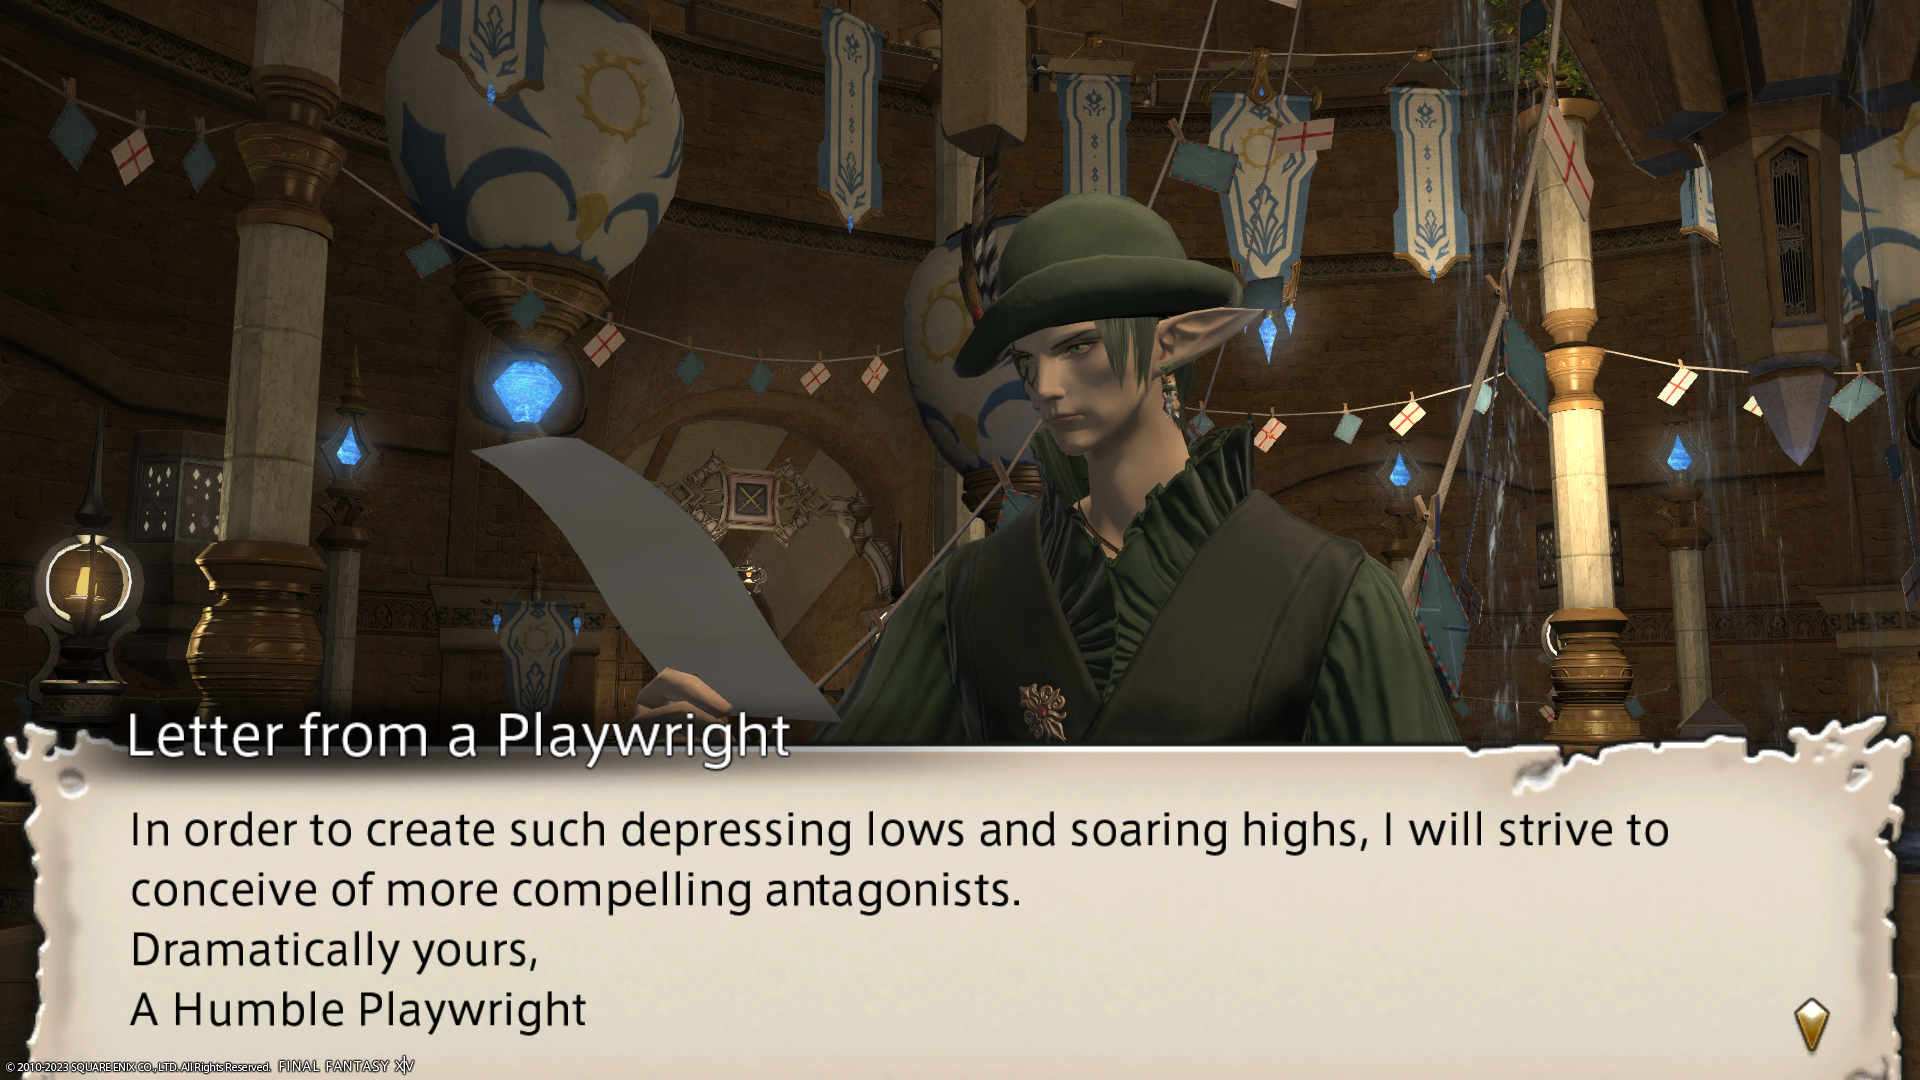 Letter from a Playwright
In order to create such depressing lows and soaring highs, I will strive to
conceive of more compelling antagonists.
Dramatically yours,
A Humble Playwright
© 2010-2023 SQUARE ENIX CO., LTD. All Rights Reserved. FINAL FANTASY XIV